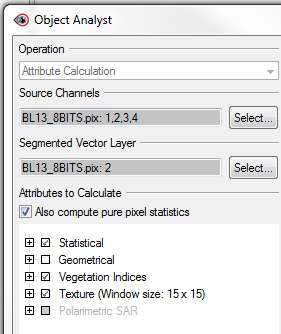 Object Analyst
Operation
Attribute Calculation
Source Channels
BL13_8BITS.pix: 1,2,3,4
Select...
Segmented Vector Layer
BL13_8BITS.pix: 2
Select...
Attributes to Calculate
Also compute pure pixel statistics
Statistical
Geometrical
Vegetation Indices
Texture (Window size: 15 x 15)
Polarimetric SAR